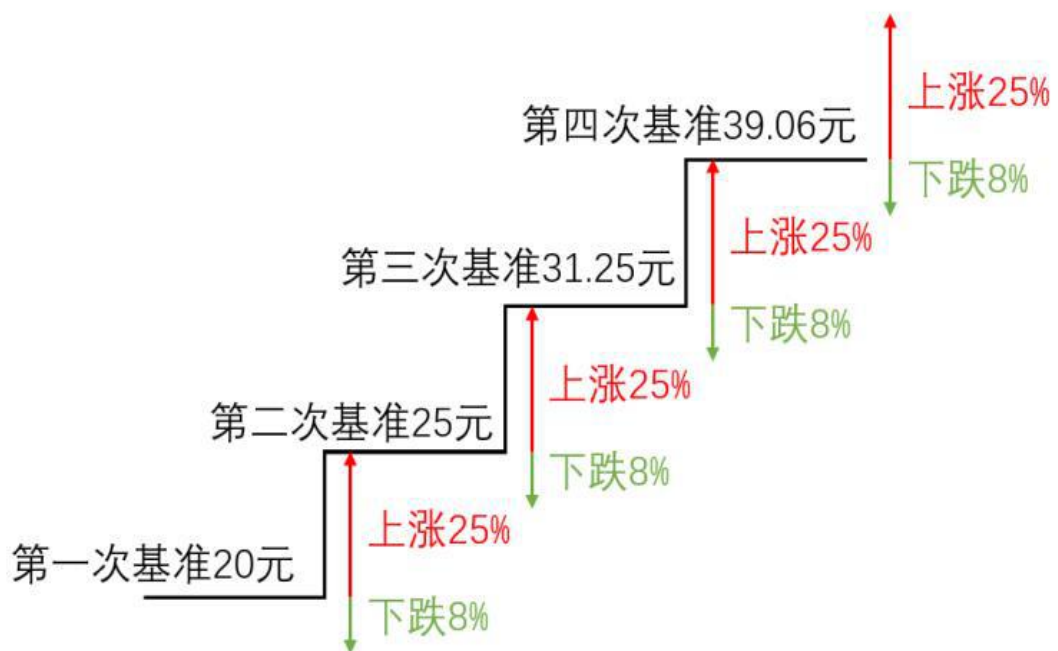 上涨25%
第四次基准39.06元
下跌8%
上涨25%
第三次基准31.25元
下跌8%
上涨25%
第二次基准25元
下跌8%
上涨25%
第一次基准20元
下跌8%